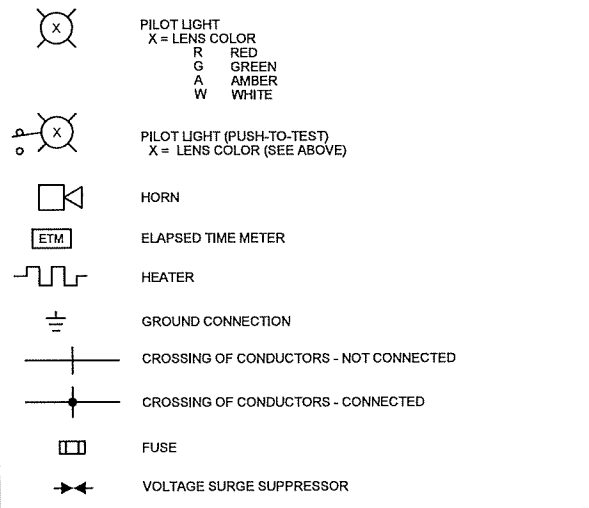 X
PILOT LIGHT
X = LENS COLOR
R RED
G GREEN
A AMBER
W WHITE
X
PILOT LIGHT (PUSH-TO-TEST)
X = LENS COLOR (SEE ABOVE)
HORN
ETM ELAPSED TIME METER
HEATER
GROUND CONNECTION
CROSSING OF CONDUCTORS - NOT CONNECTED
CROSSING OF CONDUCTORS - CONNECTED
FUSE
VOLTAGE SURGE SUPPRESSOR